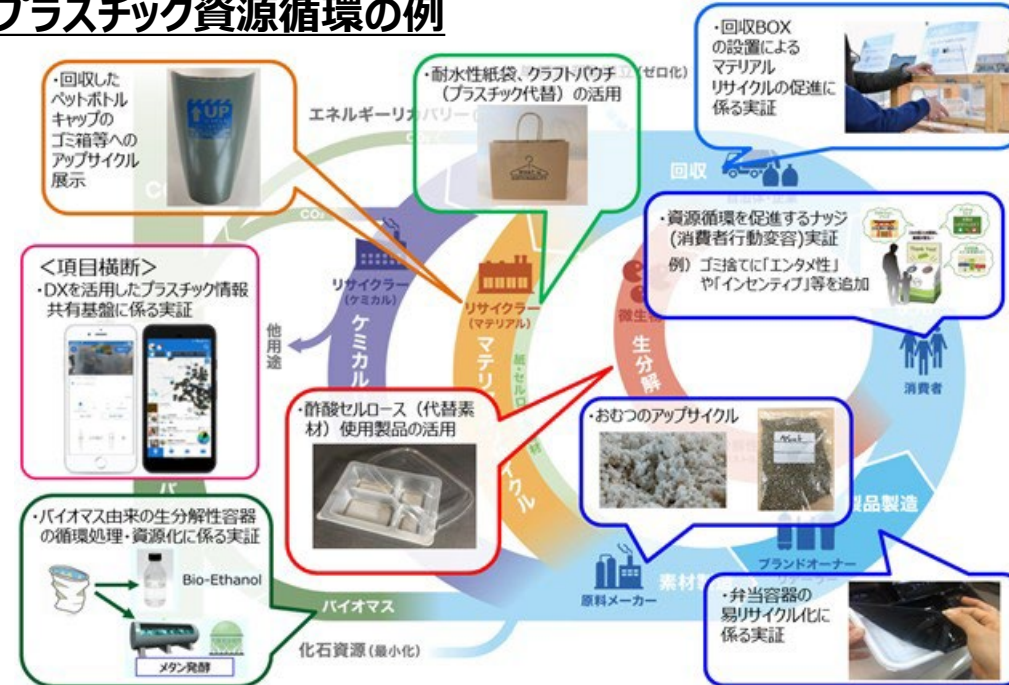 プラスチック資源循環の例
・回収した
ペットボトル
キャップの
ゴミ箱等への
アップサイクル
展示
UP
・耐水性紙袋、クラフトパウチ
(プラスチック代替)の活用
(ゼロ化)
・回収BOX
の設置による
マテリアル
リサイクルの促進に
係る実証
エネルギーリカバリー
回収
・資源循環を促進するナッジ
(消費者行動変容)実証
例) ゴミ捨てに「エンタメ性」
や「インセンティブ」等を追加
<項目横断>
・DXを活用したプラスチック情報
共有基盤に係る実証
リサイクラー
(ケミカル)
リサイクラー
(マテリアル)
他用途
ケミカル
生分解
消費者
・酢酸セルロース(代替素
材)使用製品の活用
・おむつのアップサイクル
イクル
製品製造
ブランドオーナー
・バイオマス由来の生分解性容器
の循環処理・資源化に係る実証
Bio-Ethanol
メタン発酵
バイオマス
化石資源(最小化)
原料メーカー
素材製
・弁当容器の
易リサイクル化に
係る実証